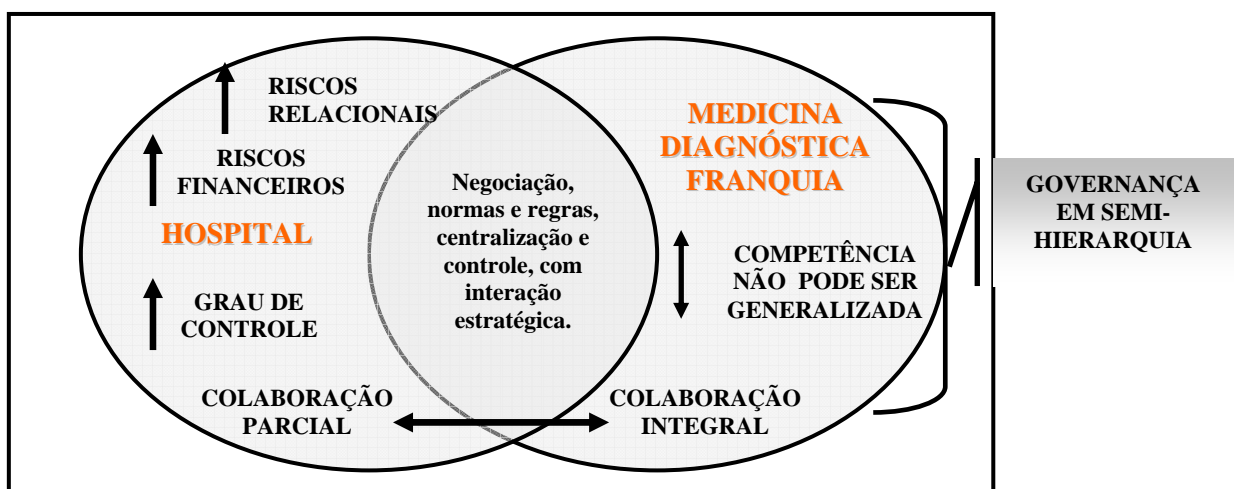 RISCOS
RELACIONAIS
RISCOS
FINANCEIROS
HOSPITAL
GRAU DE
CONTROLE
COLABORAÇÃO
PARCIAL
Negociação,
normas e regras,
centralização e
controle, com
interação
estratégica.
MEDICINA
DIAGNÓSTICA
FRANQUIA
COMPETÊNCIA
NÃO PODE SER
GENERALIZADA
COLABORAÇÃO
INTEGRAL
GOVERNANÇA
EM SEMI-
HIERARQUIA